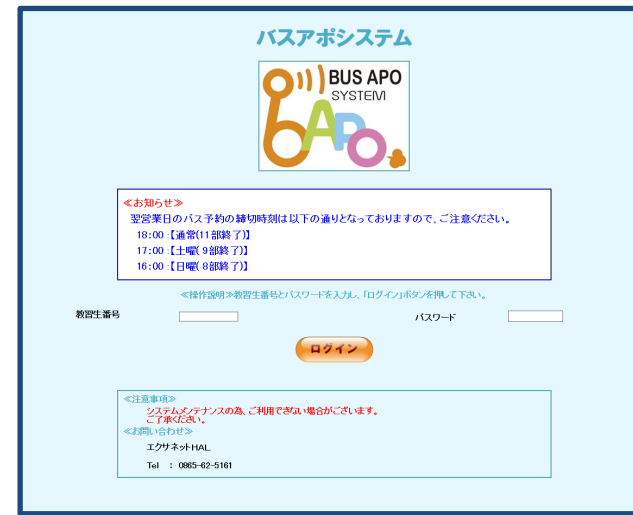 バスアポシステム
BUS APO
SYSTEM
bAPO
≪お知らせ≫
翌営業日のバス予約の締切時刻は以下の通りとなっておりますので、ご注意ください。
18:00 :【通常(11部終了)】
17:00 :【土曜( 9部終了)】
16:00 :【日曜( 8部終了)】
≪操作説明≫教習生番号とパスワードを入力し、「ログイン」ボタンを押して下さい。
教習生番号 パスワード
ログイン
≪注意事項≫
システムメンテナンスの為、ご利用できない場合がございます。
ご了承ください。
≪お問い合わせ≫
エクサネットHAL
Tel : 0865-62-5161